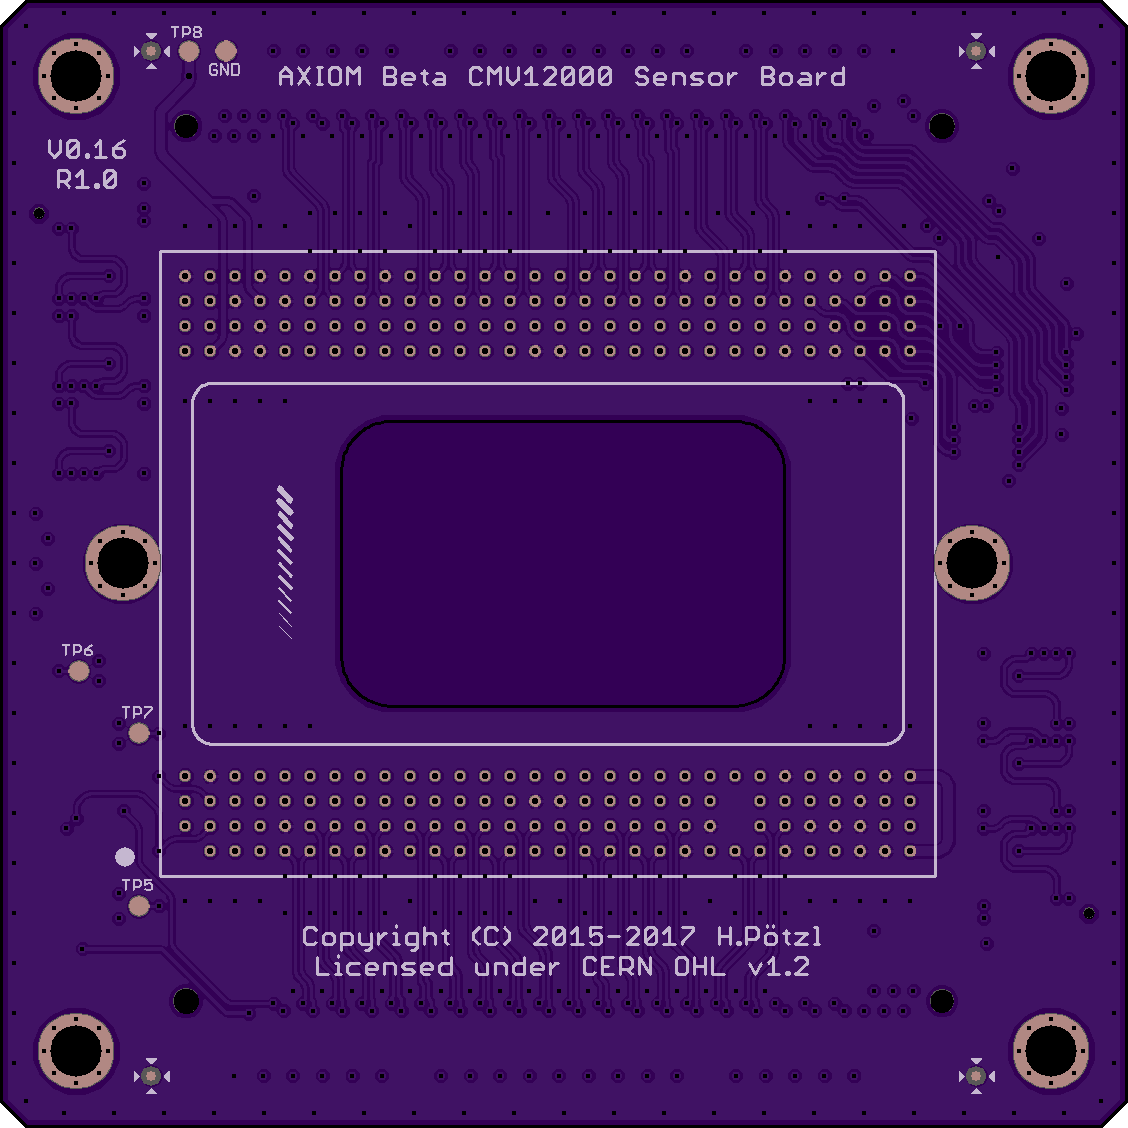 TP8
GND
AXIOM Beta CMV12000 Sensor Board
V0.16
R1.0
TP6
TP7
TP5
Copyright (C) 2015-2017 H.Pötzl
Licensed under CERN OHL v1.2